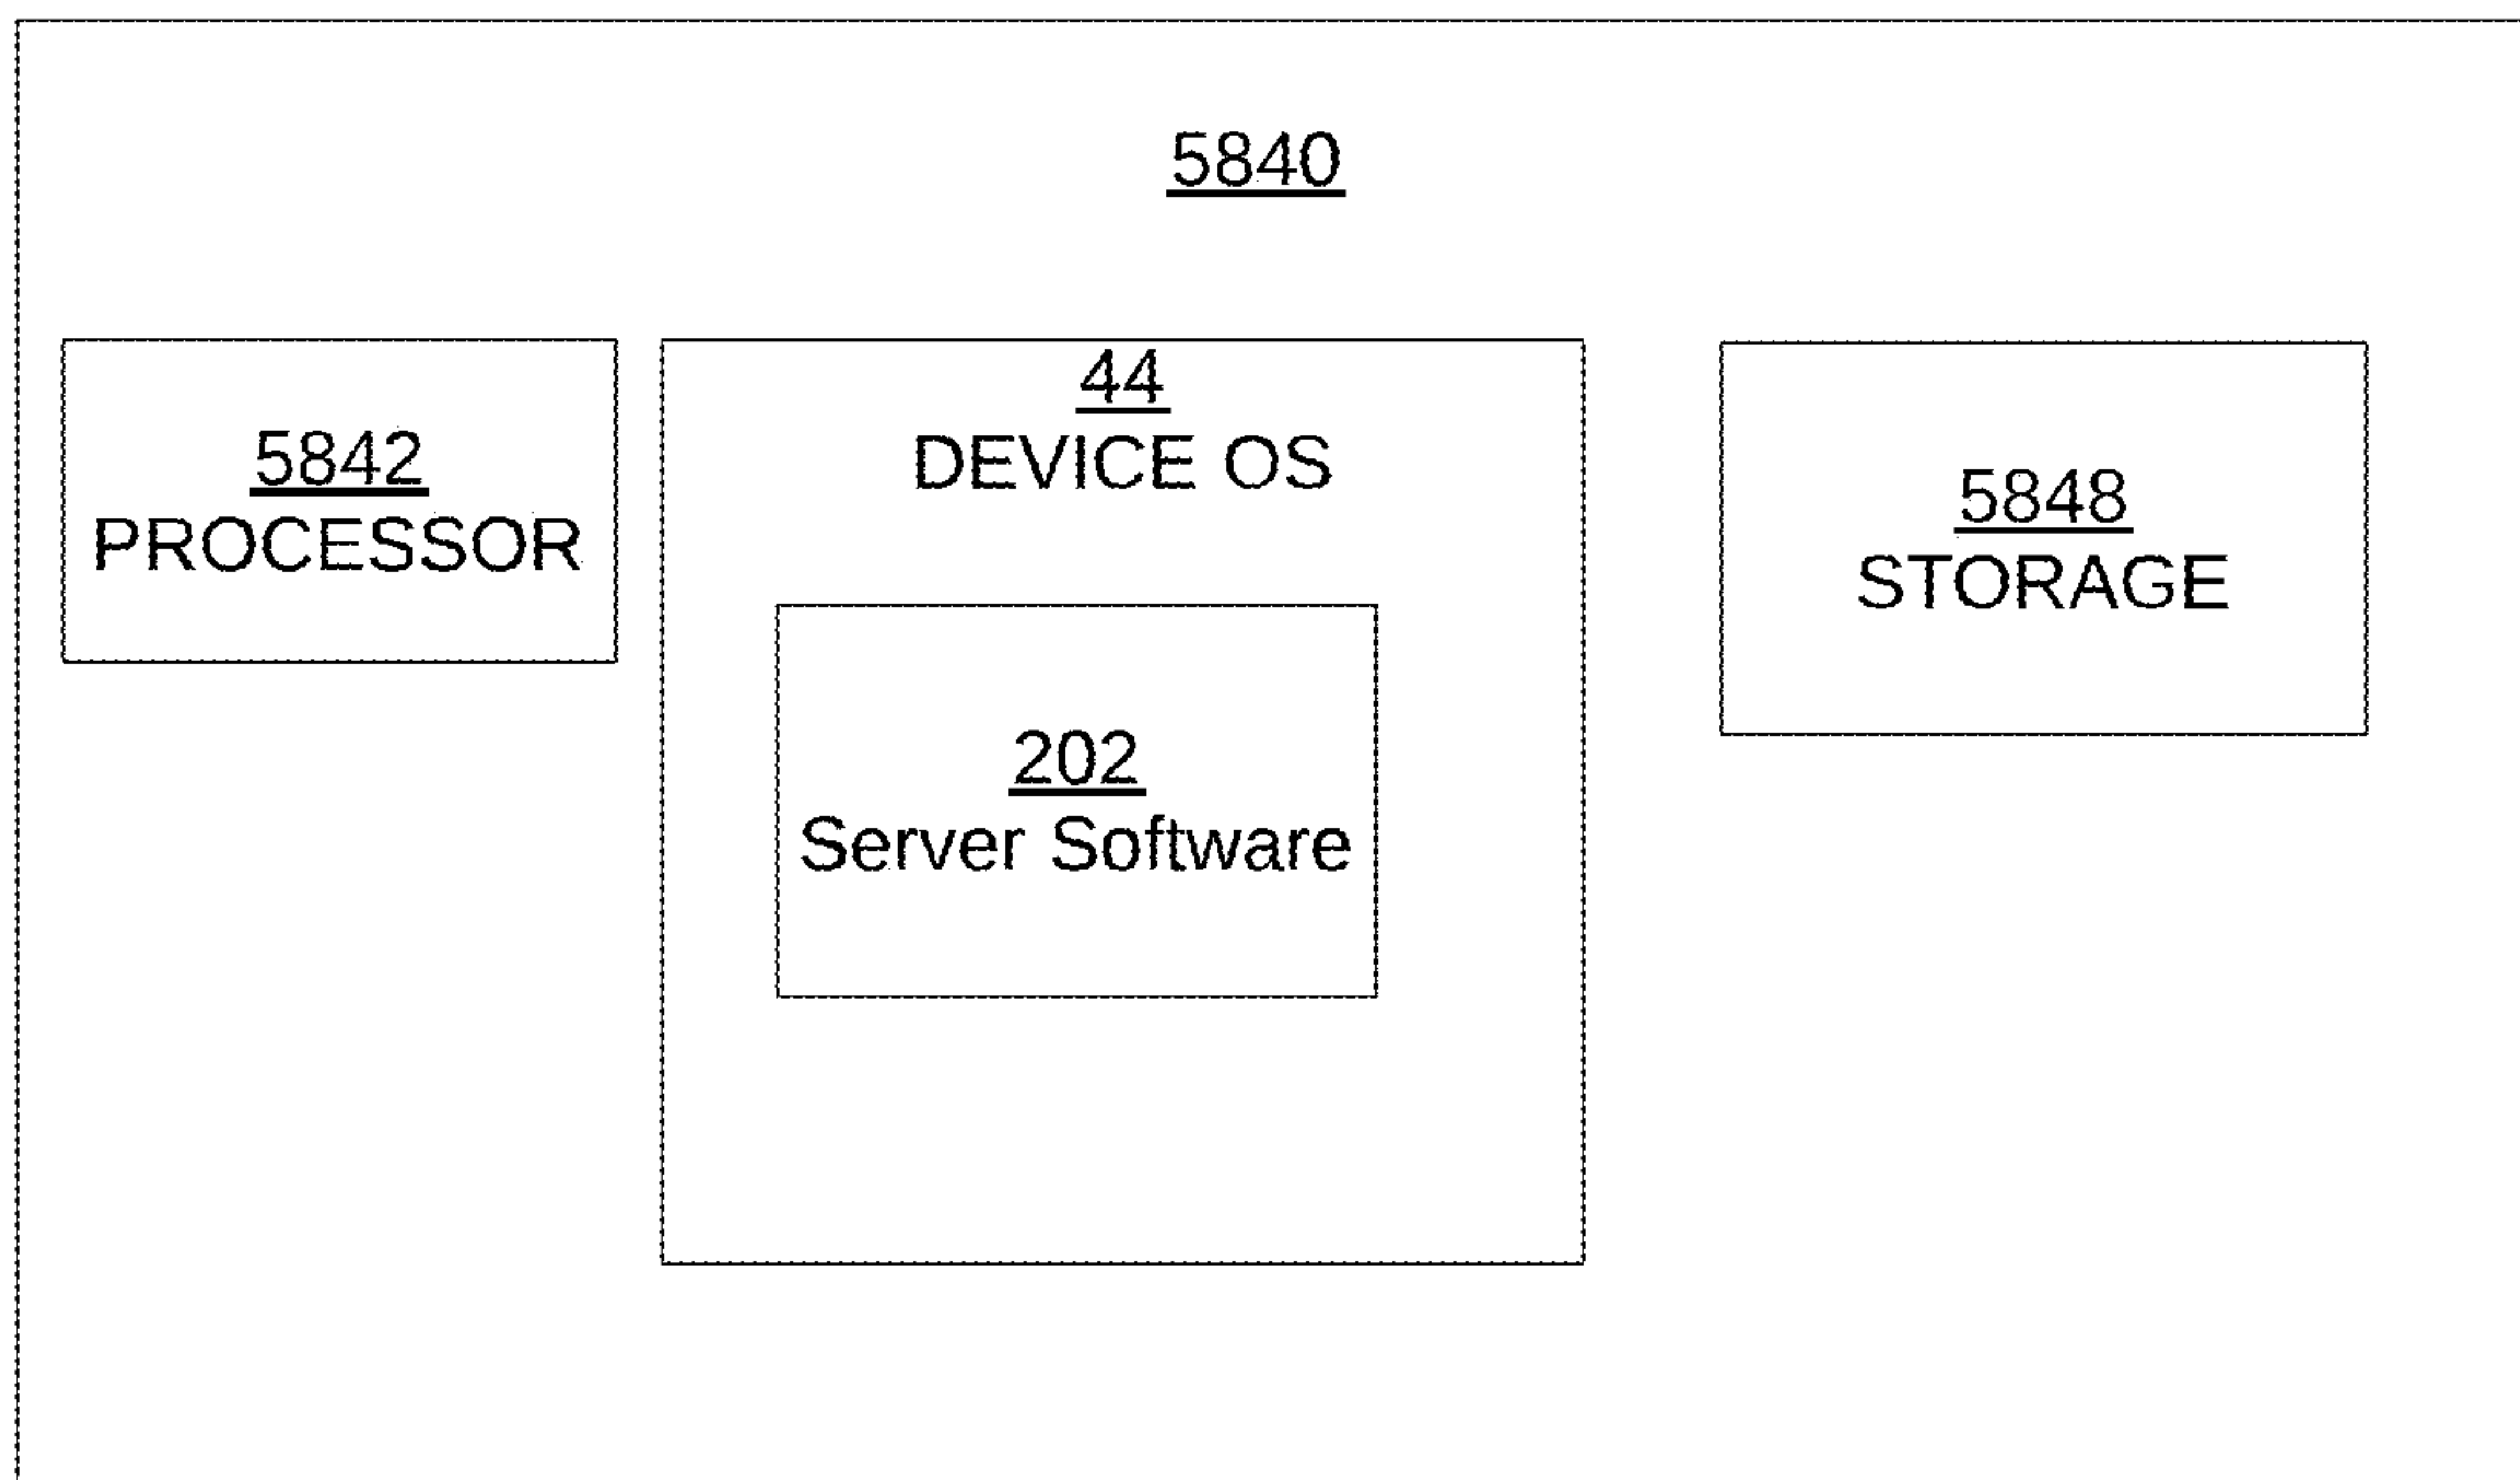 5840
5842
PROCESSOR
44
DEVICE OS
202
Server Software
5848
STORAGE